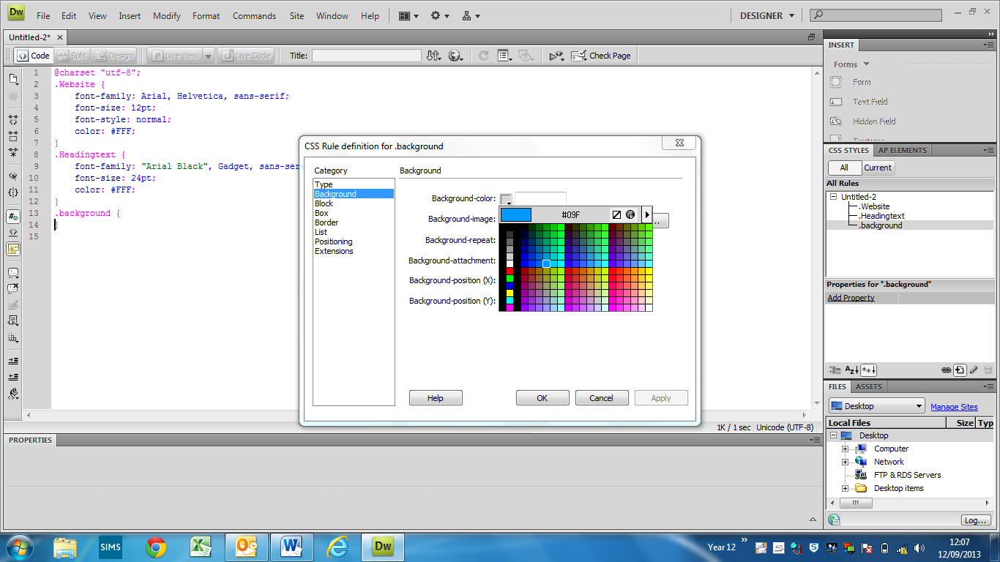 Dw File Edit View Insert Modify Format Commands Site Window Help DESIGNER
Untitled-2*
Code Split Design Live View Live Code Title: Check Page
1 @charset "utf-8";
2 .Website {
3 font-family: Arial, Helvetica, sans-serif;
4 font-size: 12pt;
5 font-style: normal;
6 color: #FFF;
7 }
8 .Headingtext {
9 font-family: "Arial Black", Gadget, sans-ser
10 font-size: 24pt;
11 color: #FFF;
12 }
13 .background {
14 }
15
CSS Rule definition for .background
Category
Type
Background
Block
Box
Border
List
Positioning
Extensions
Background
Background-color:
#09F
Background-image:
Background-repeat:
Background-attachment:
Background-position (X):
Background-position (Y):
Help OK Cancel Apply
1K / 1 sec Unicode (UTF-8)
PROPERTIES
INSERT
Forms
Form
Text Field
Hidden Field
CSS STYLES AP ELEMENTS
All Current
All Rules
Untitled-2
.Website
.Headingtext
.background
Properties for ".background"
Add Property
FILES ASSETS
Desktop Manage Sites
Local Files Size Typ
Desktop
Computer
Network
FTP & RDS Servers
Desktop items
Log...
SIMS Dw Year 12 12:07
12/09/2013